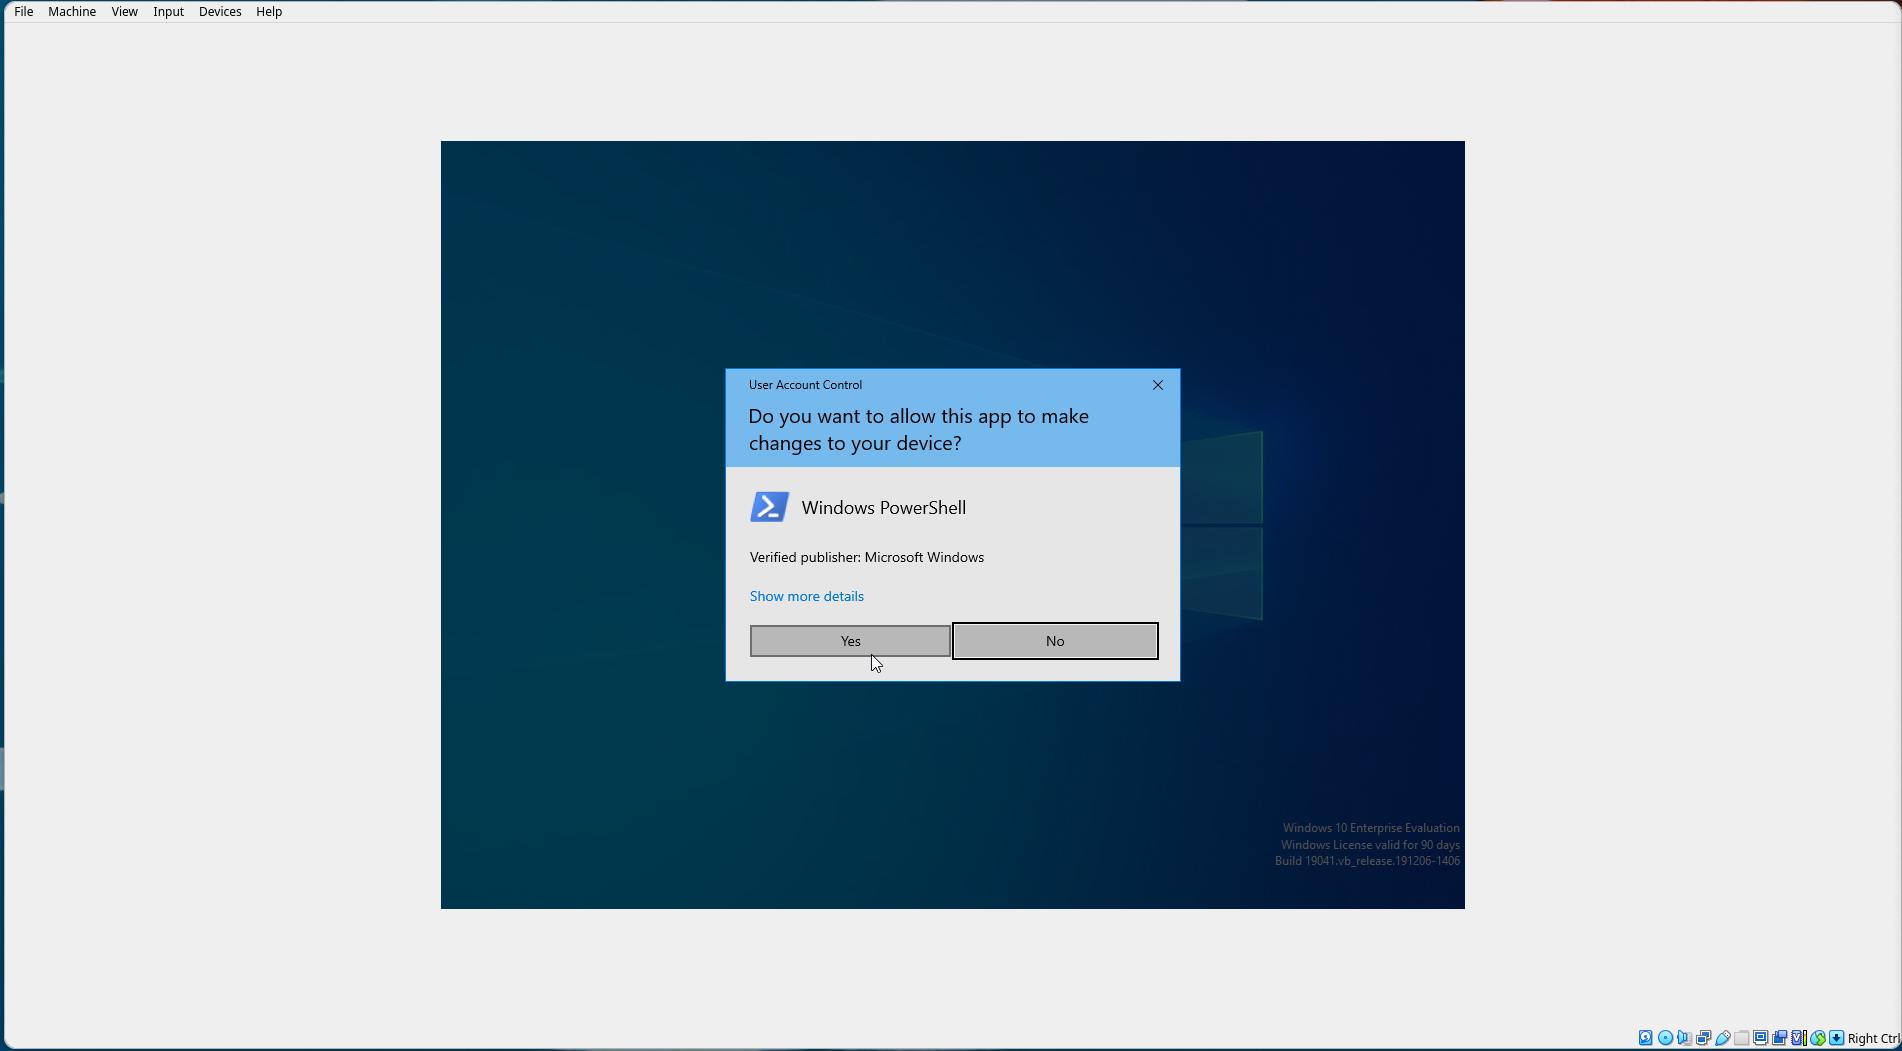 File Machine View Input Devices Help
User Account Control
Do you want to allow this app to make
changes to your device?
Windows PowerShell
Verified publisher: Microsoft Windows
Show more details
Yes No
Windows 10 Enterprise Evaluation
Windows License valid for 90 days
Build 19041.vb_release.191206-1406
Right Ctrl